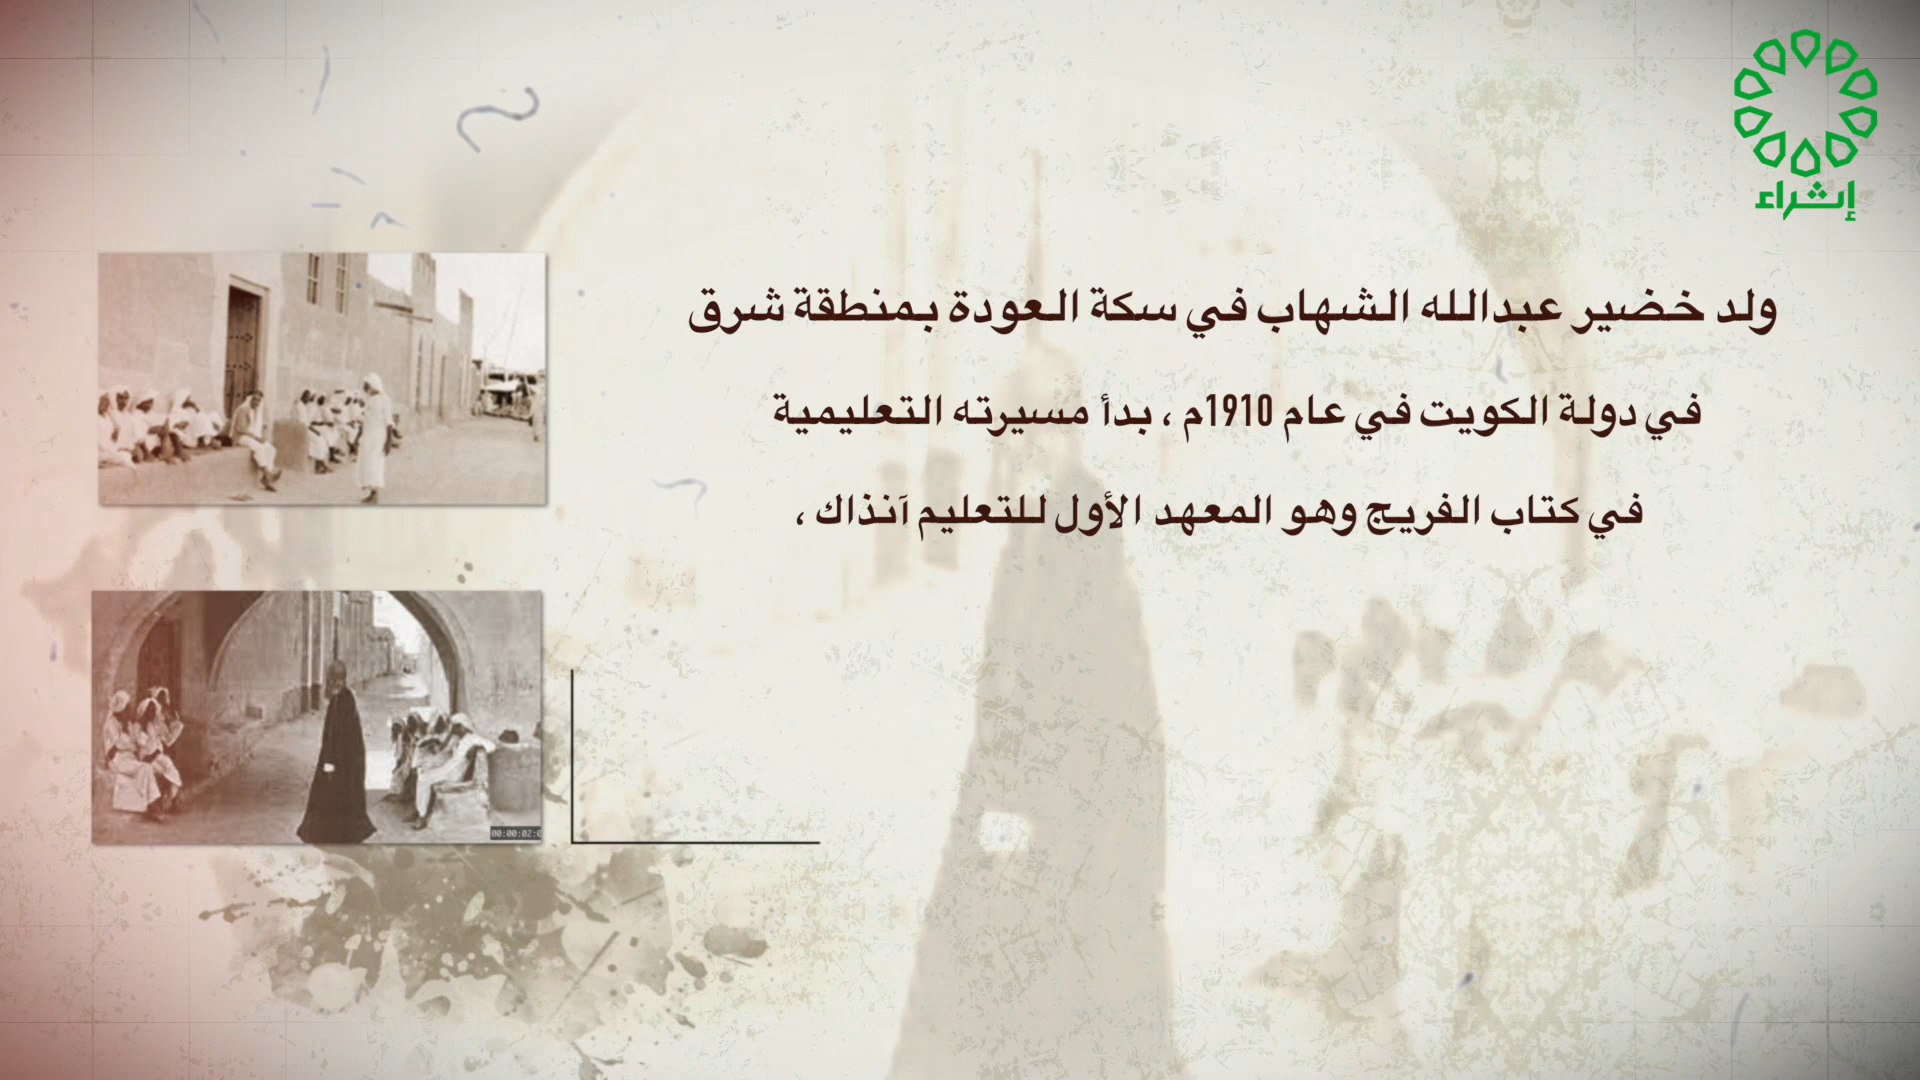 إثراء
ولد خضير عبدالله الشهاب في سكة العودة بمنطقة شرق
في دولة الكويت في عام 1910م ، بدأ مسيرته التعليمية
في كتاب الفريج وهو المعهد الأول للتعليم آنذاك ،